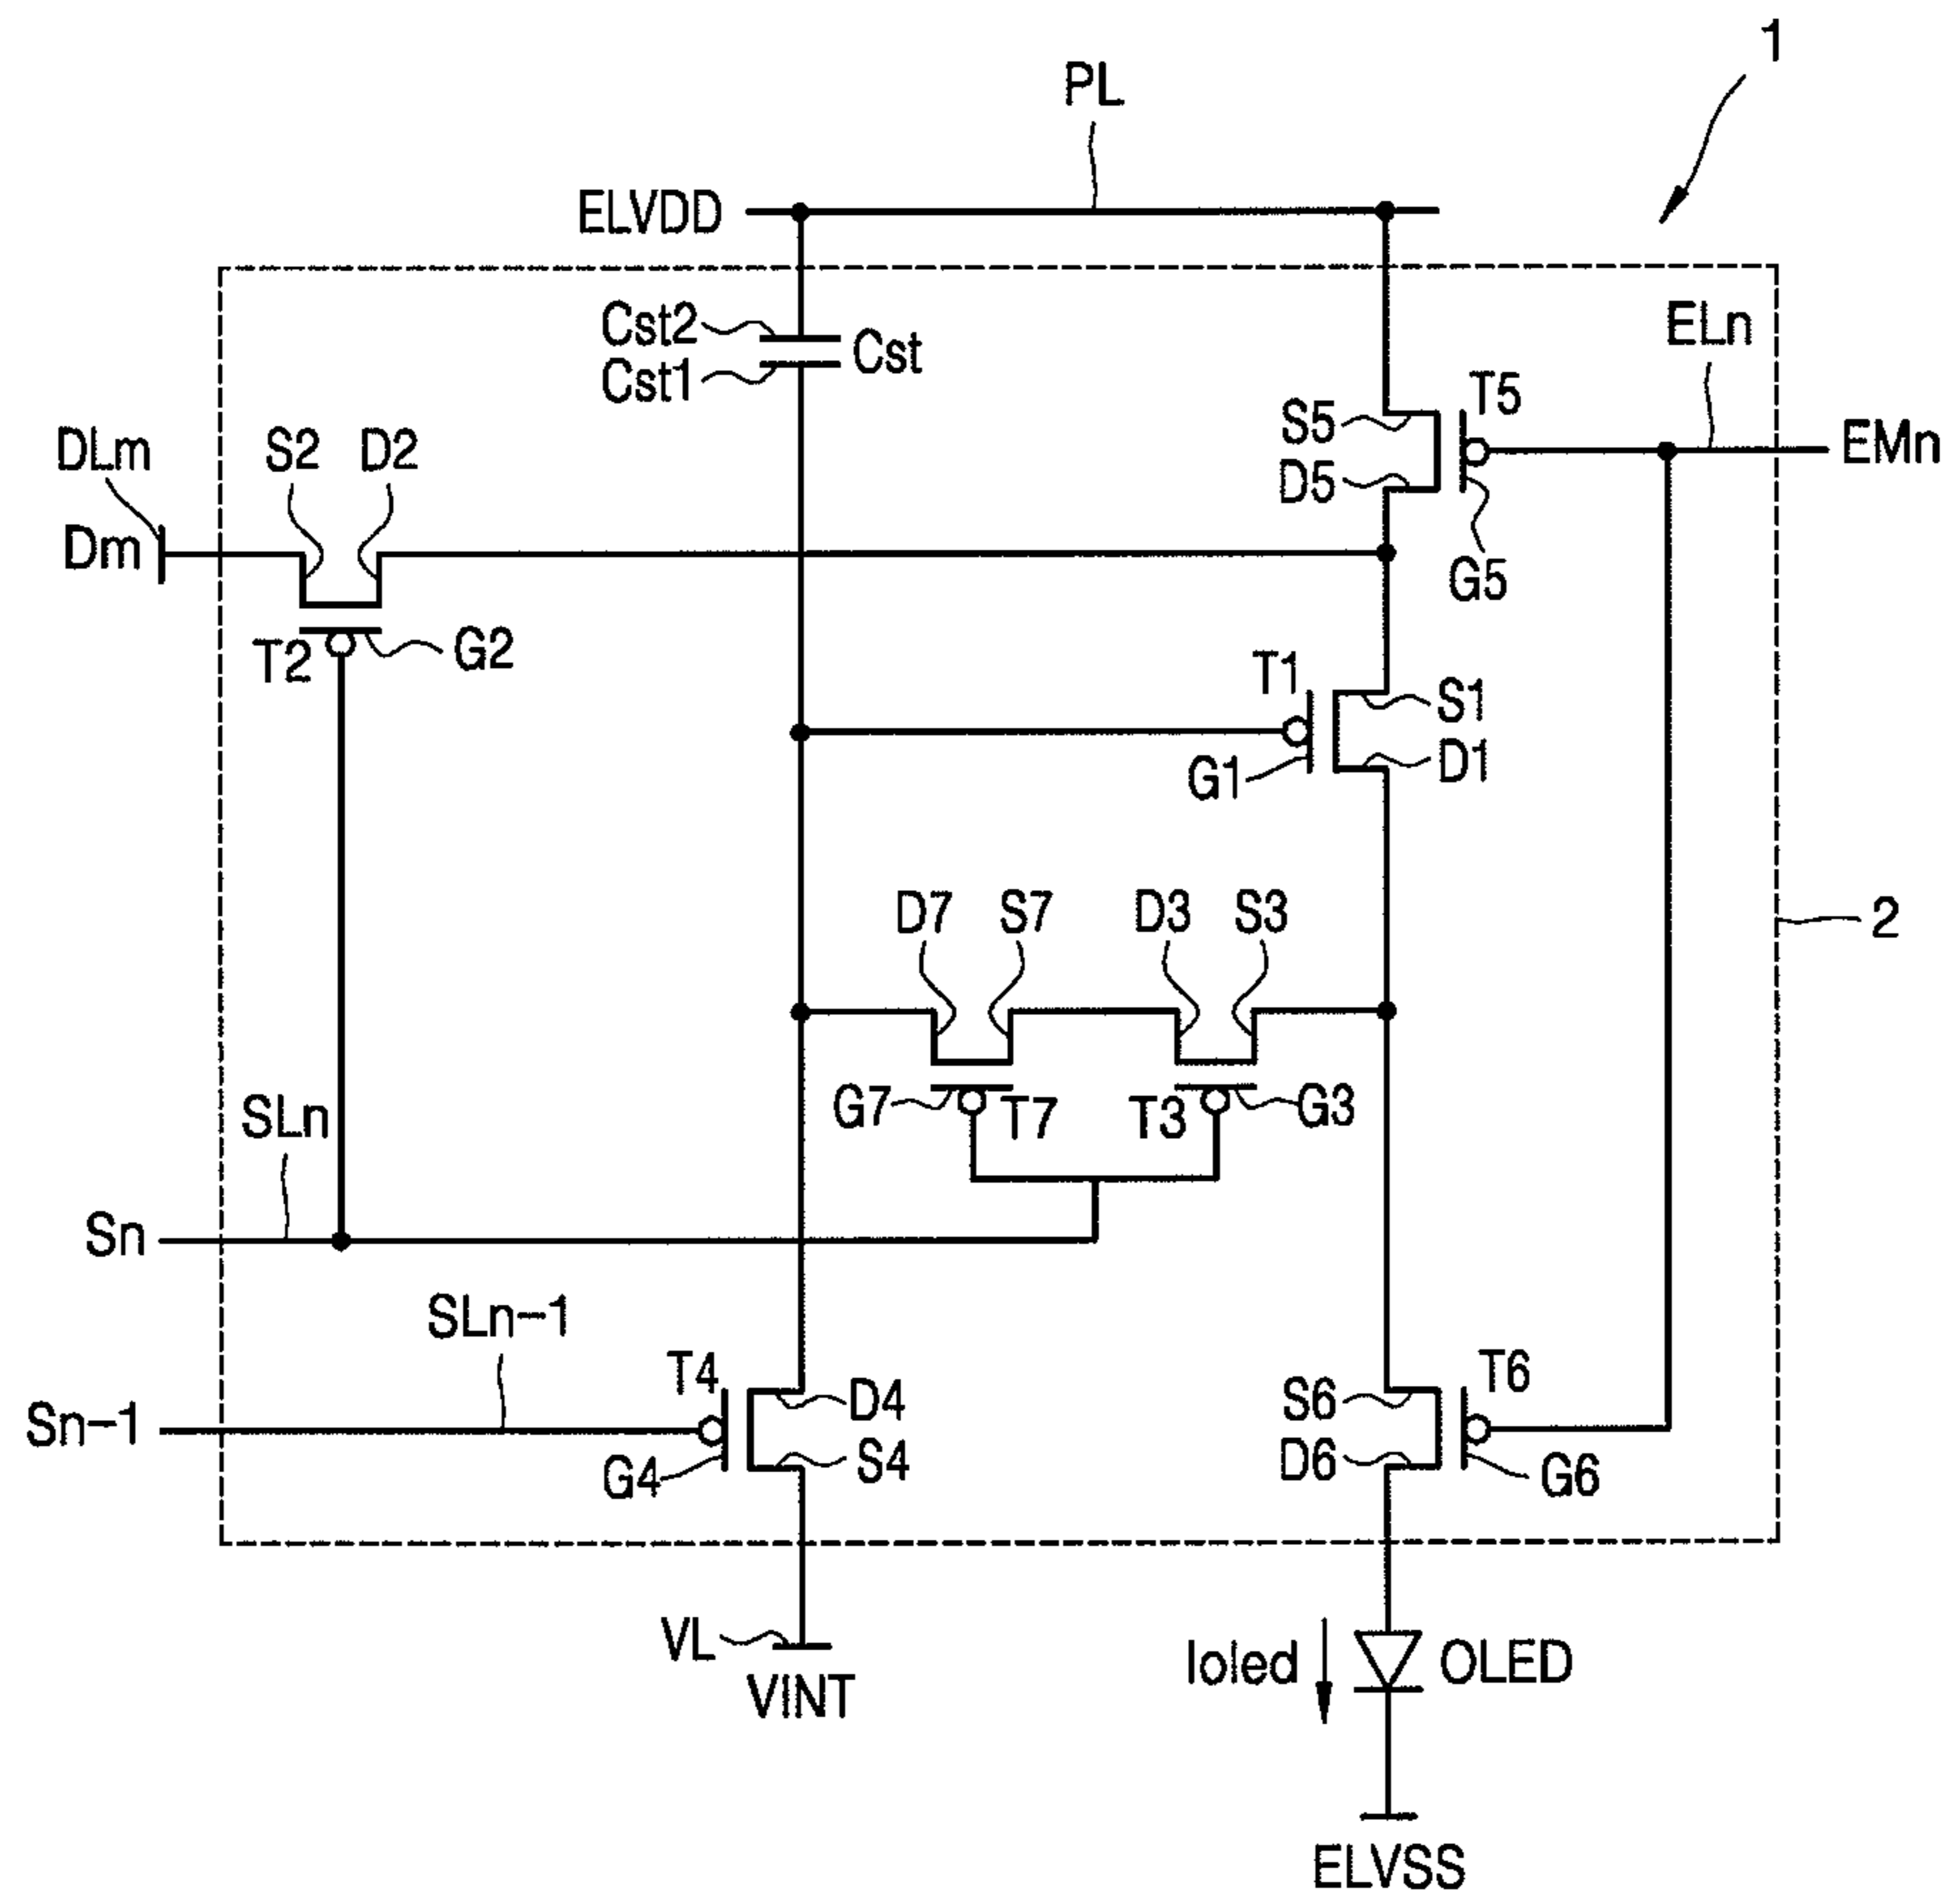 1
PL
ELVDD
Cst2
Cst
Cst1
ELn
T5
S5
D5
EMn
G5
DLm
S2
D2
Dm
T2
G2
T1
S1
G1
D1
D7
S7
D3
S3
2
G7
T7
T3
G3
SLn
Sn
SLn-1
T4
D4
Sn-1
G4
S4
T6
S6
D6
G6
VL
VINT
Ioled
OLED
ELVSS